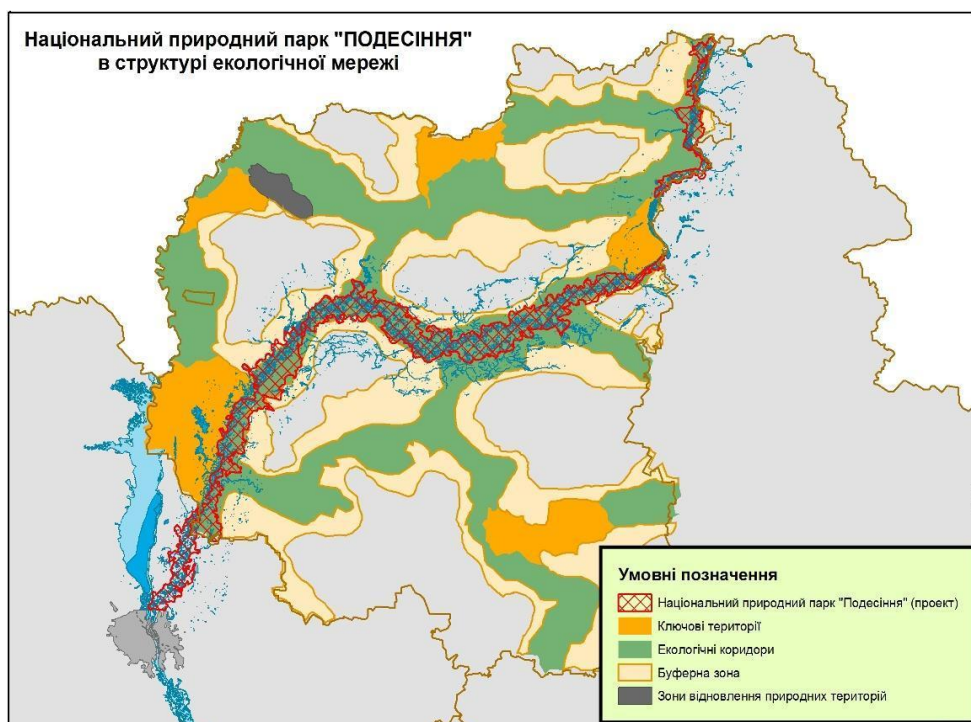 Національний природний парк "ПОДЕСІННЯ"
в структурі екологічної мережі
Умовні позначення
Національний природний парк "Подесіння" (проект)
Ключові території
Екологічні коридори
Буферна зона
Зони відновлення природних територій